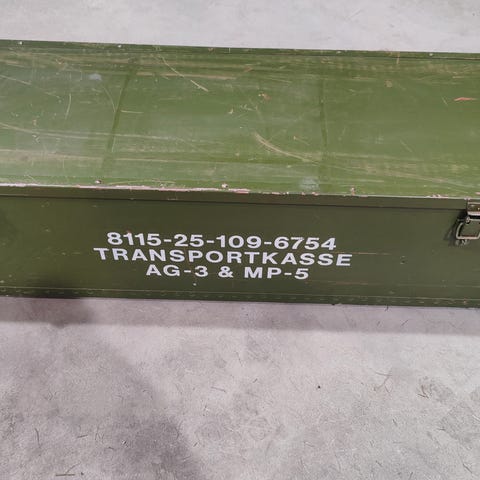 8115-25-109-6754
TRANSPORTKASSE
AG-3 & MP-5